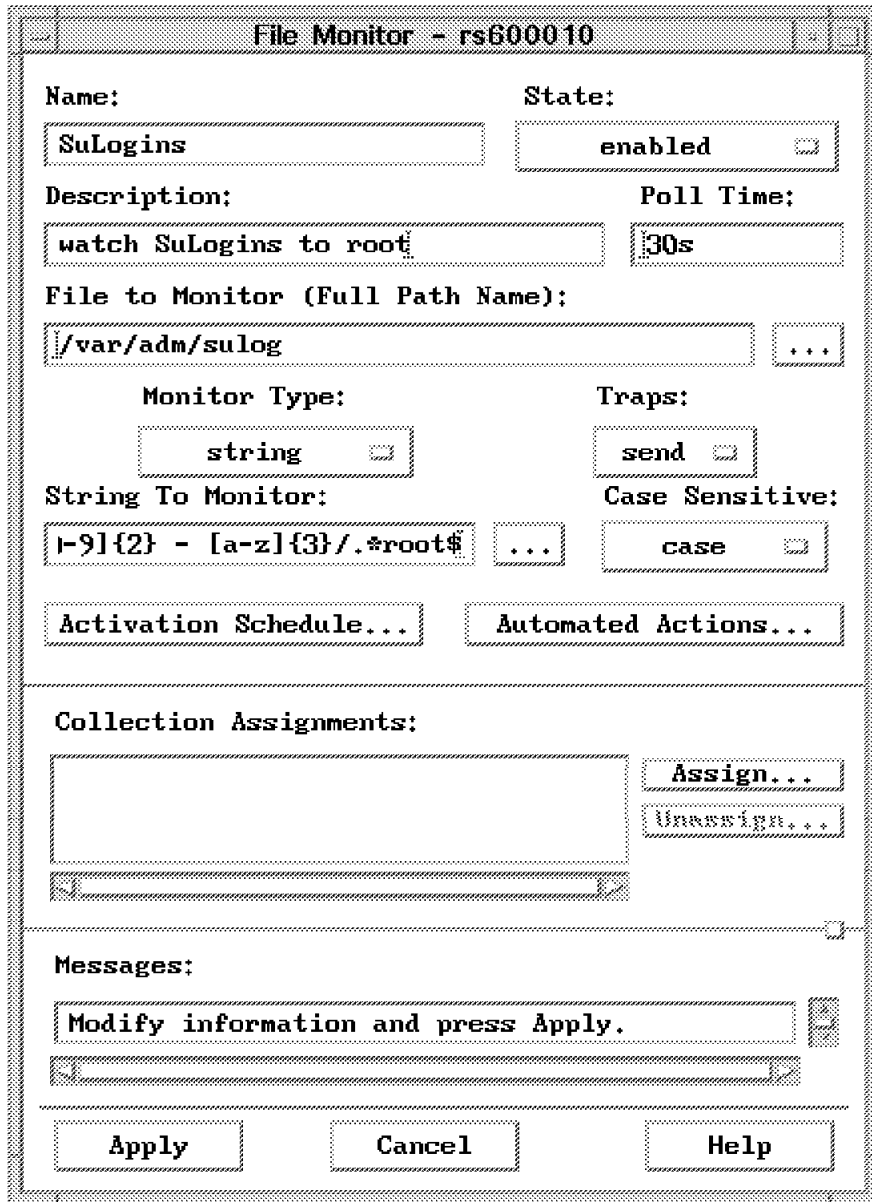 File Monitor - rs600010
Name: State:
SuLogins enabled
Description: Poll Time:
watch SuLogins to root 30s
File to Monitor (Full Path Name):
/var/adm/sulog ...
Monitor Type: Traps:
string send
String To Monitor: Case Sensitive:
-9]{2} - [a-z]{3}/.*root$ ... case
Activation Schedule... Automated Actions...
Collection Assignments:
Assign...
Unassign...
Messages:
Modify information and press Apply.
Apply Cancel Help